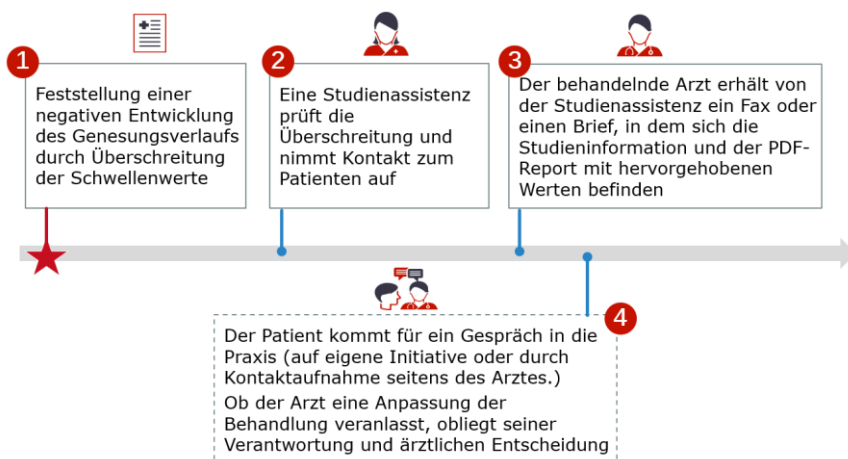 1
Feststellung einer
negativen Entwicklung
des Genesungsverlaufs
durch Überschreitung
der Schwellenwerte
2
Eine Studienassistenz
prüft die
Überschreitung und
nimmt Kontakt zum
Patienten auf
3
Der behandelnde Arzt erhält von
der Studienassistenz ein Fax oder
einen Brief, in dem sich die
Studieninformation und der PDF-
Report mit hervorgehobenen
Werten befinden
4
Der Patient kommt für ein Gespräch in die
Praxis (auf eigene Initiative oder durch
Kontaktaufnahme seitens des Arztes.)
Ob der Arzt eine Anpassung der
Behandlung veranlasst, obliegt seiner
Verantwortung und ärztlichen Entscheidung